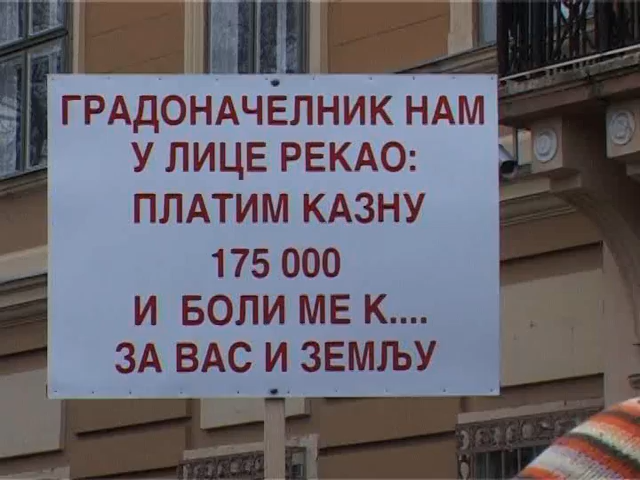 ГРАДОНАЧЕЛНИК НАМ
У ЛИЦЕ РЕКАО:
ПЛАТИМ КАЗНУ
175 000
И БОЛИ МЕ К....
ЗА ВАС И ЗЕМЉУ